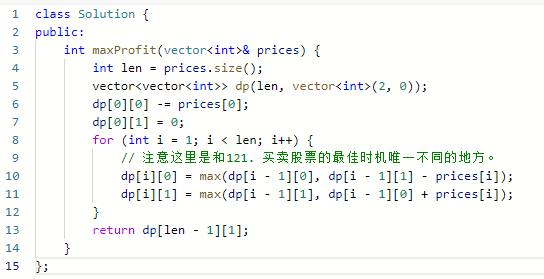 1 class Solution {
2 public:
3     int maxProfit(vector<int>& prices) {
4         int len = prices.size();
5         vector<vector<int>> dp(len, vector<int>(2, 0));
6         dp[0][0] -= prices[0];
7         dp[0][1] = 0;
8         for (int i = 1; i < len; i++) {
9             // 注意这里是和121. 买卖股票的最佳时机唯一不同的地方。
10             dp[i][0] = max(dp[i - 1][0], dp[i - 1][1] - prices[i]);
11             dp[i][1] = max(dp[i - 1][1], dp[i - 1][0] + prices[i]);
12         }
13         return dp[len - 1][1];
14     }
15 };